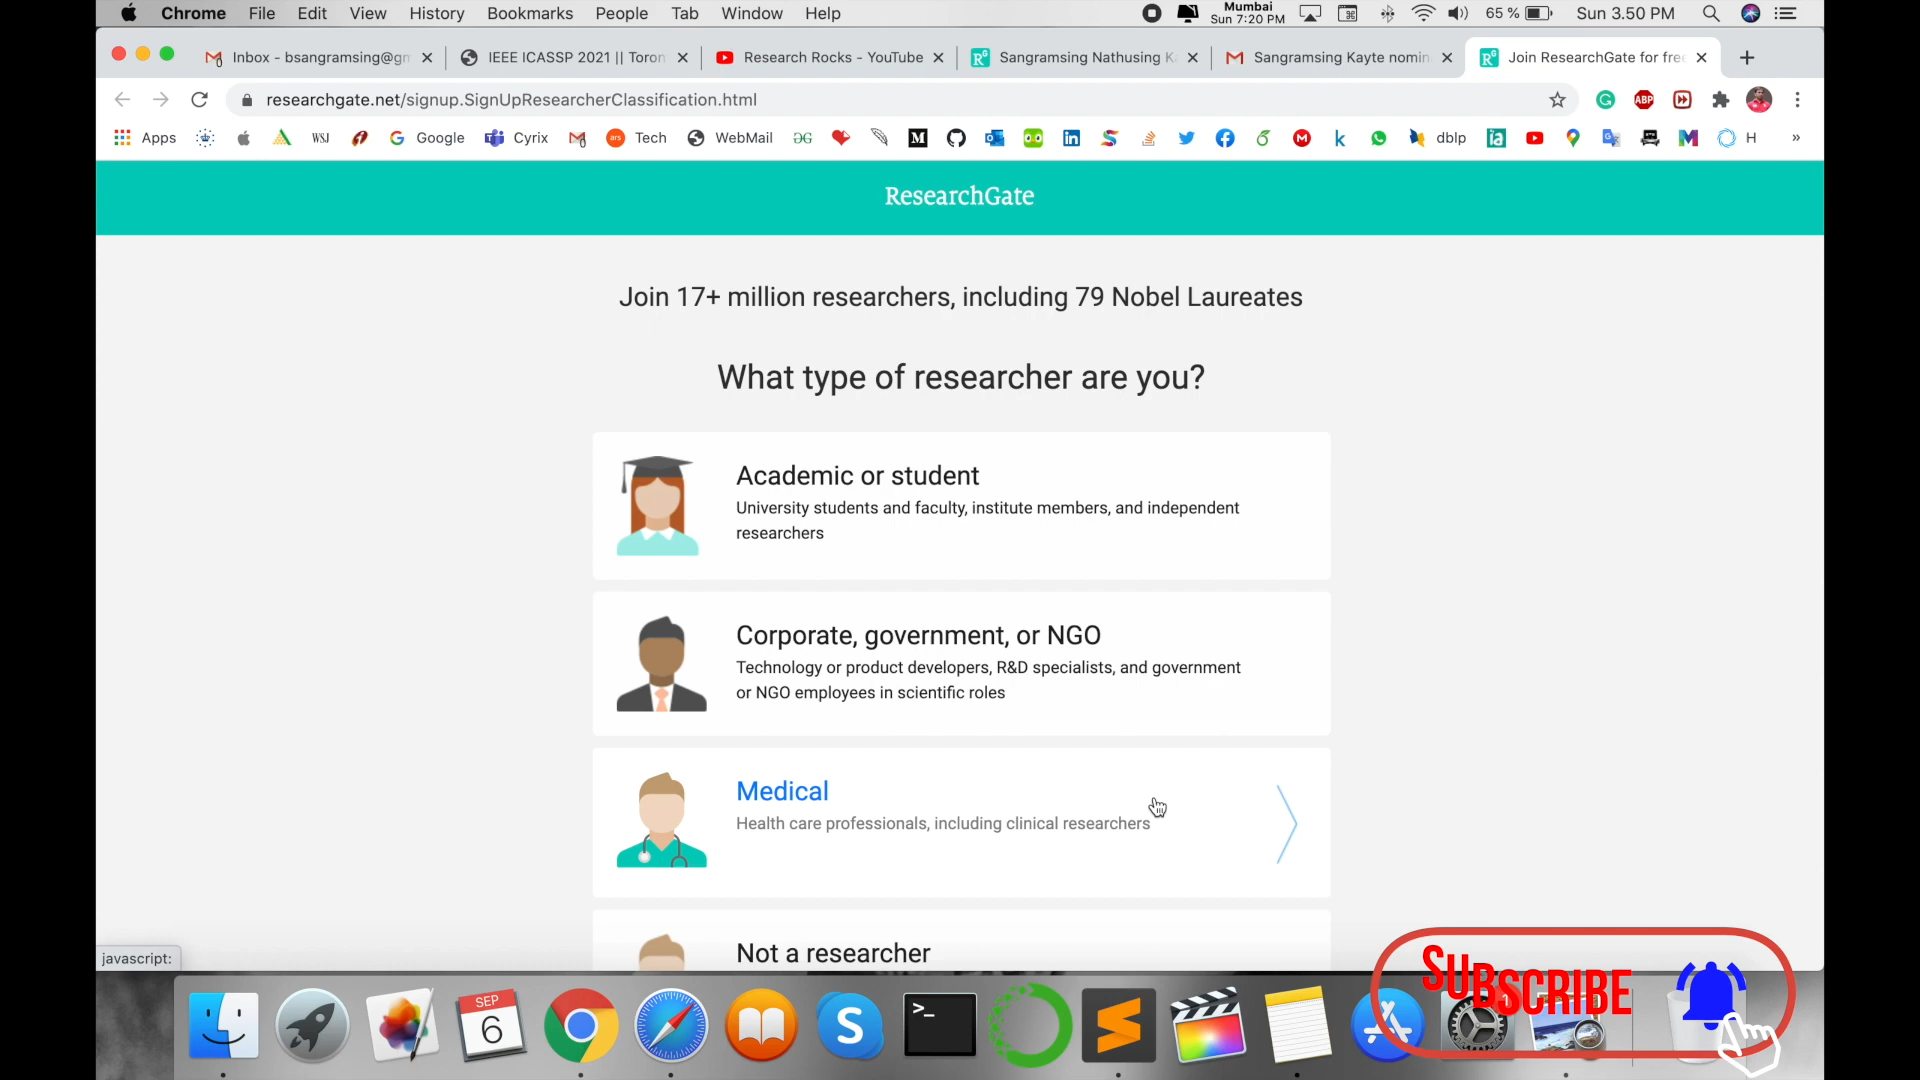 Chrome File Edit View History Bookmarks People Tab Window Help
Mumbai
Sun 7:20 PM
65 %
Sun 3.50 PM
Inbox - bsangramsing@gm
IEEE ICASSP 2021 || Toron
Research Rocks - YouTube
Sangramsing Nathusing K
Sangramsing Kayte nomin
Join ResearchGate for free
researchgate.net/signup.SignUpResearcherClassification.html
ABP
Apps
WSJ
Google
Cyrix
ars
Tech
WebMail
dblp
H
»
ResearchGate
Join 17+ million researchers, including 79 Nobel Laureates
What type of researcher are you?
Academic or student
University students and faculty, institute members, and independent
researchers
Corporate, government, or NGO
Technology or product developers, R&D specialists, and government
or NGO employees in scientific roles
Medical
Health care professionals, including clinical researchers
Not a researcher
javascript:
SEP
6
SUBSCRIBE